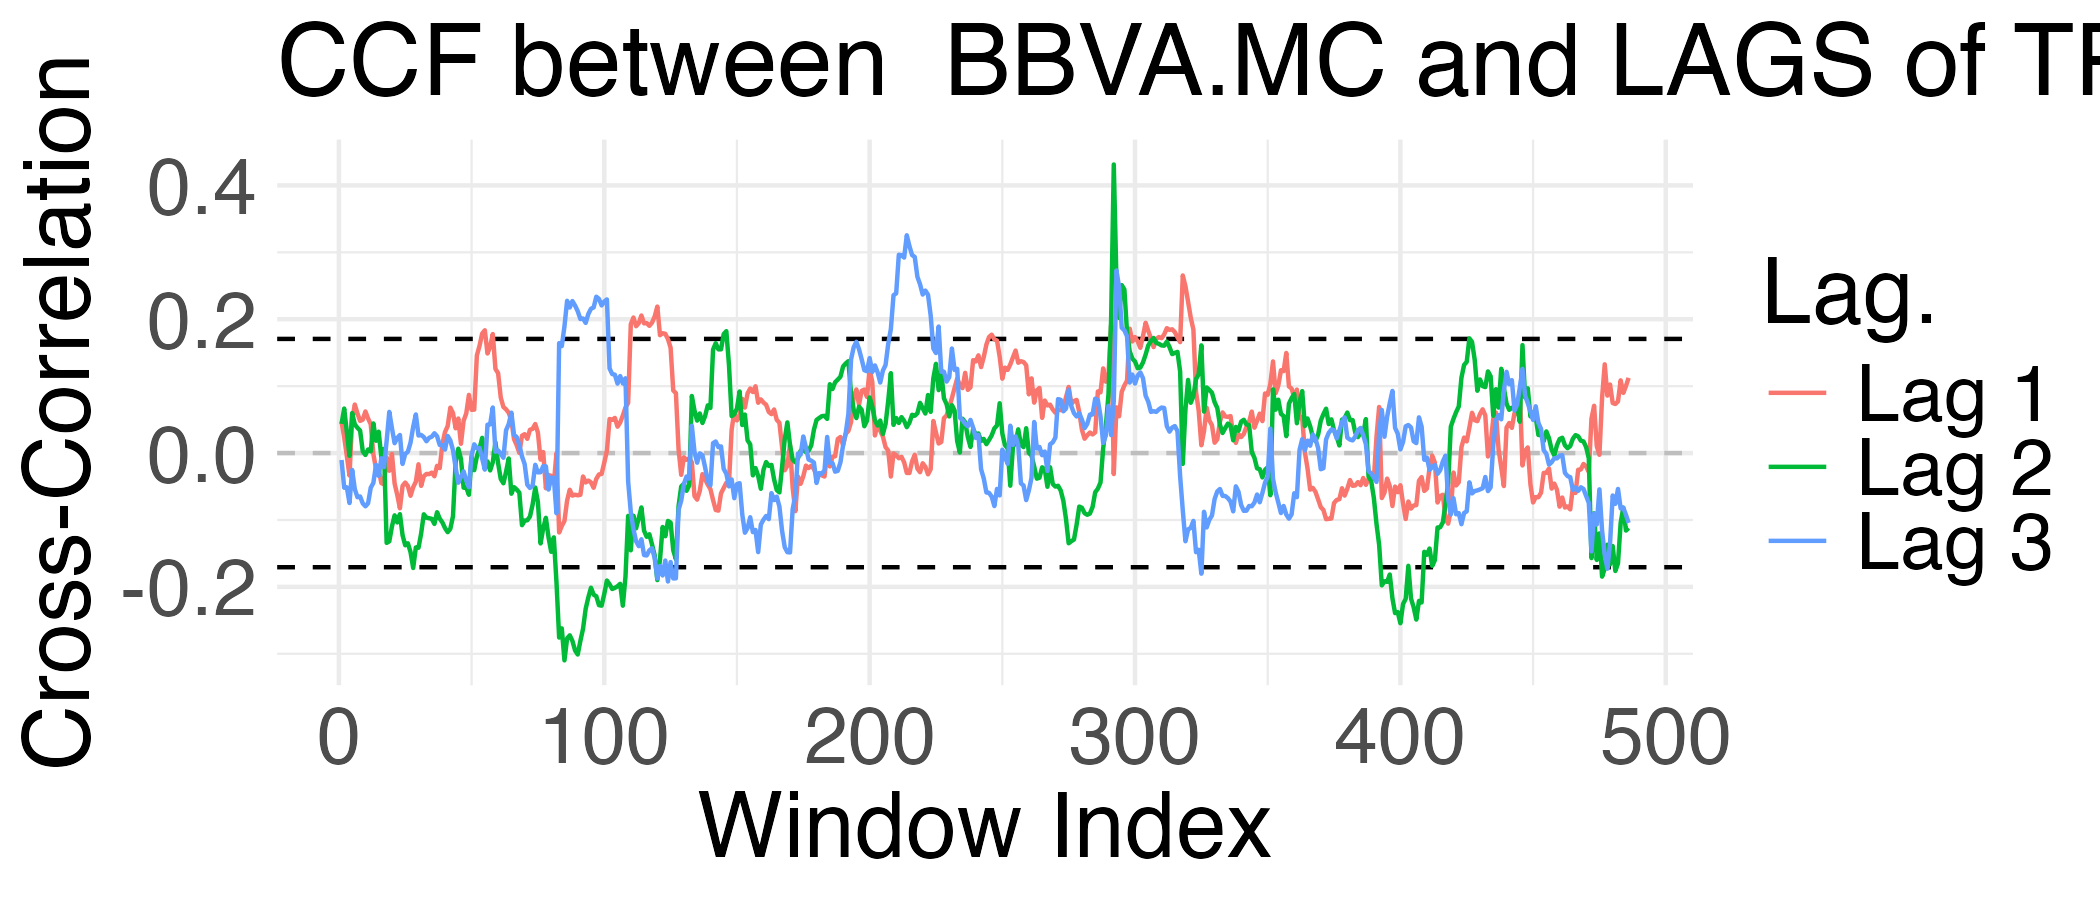 CCF between BBVA.MC and LAGS of
Cross-Correlation
0.4
0.2
0.0
-0.2
0 100 200 300 400 500
Window Index
Lag.
Lag 1
Lag 2
Lag 3